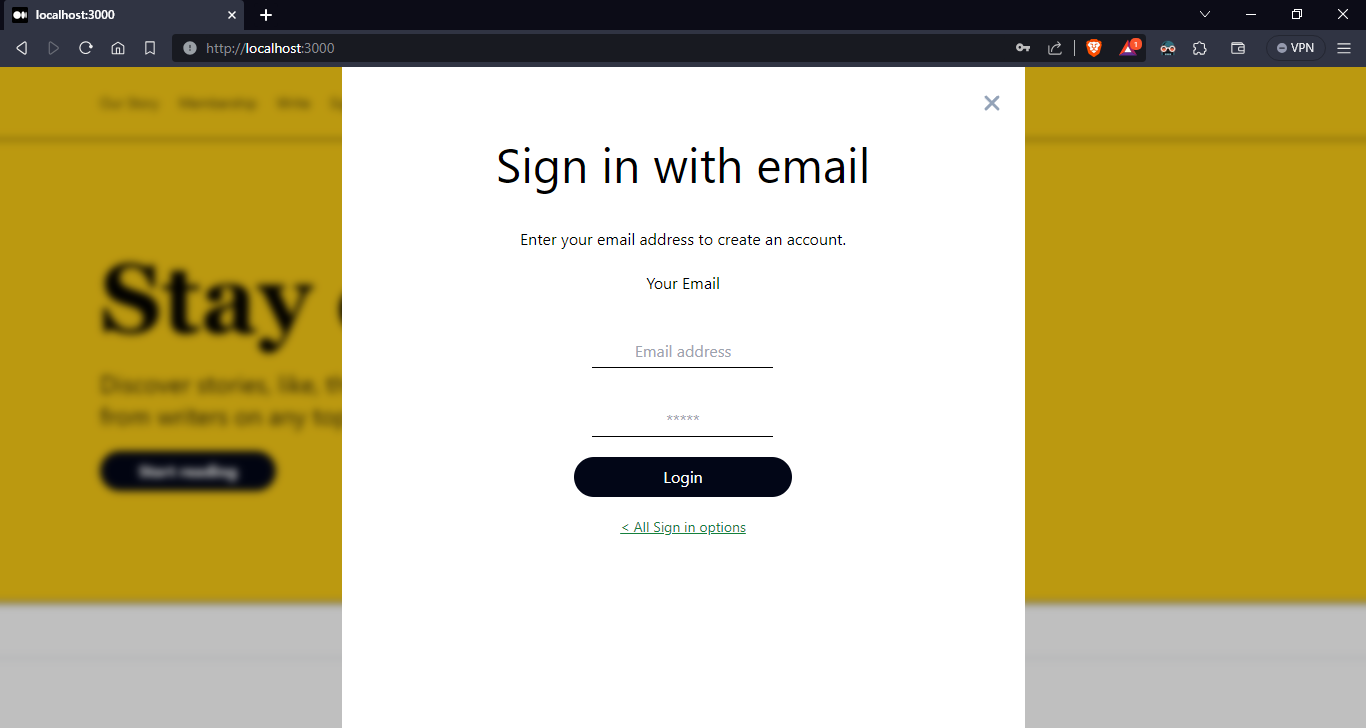 localhost:3000
http://localhost:3000
1
VPN
Our Story Membership Write
Sign in with email
Enter your email address to create an account.
Your Email
Stay
Email address
Discover stories, like,
from writers on any
*****
Start reading
Login
< All Sign in options